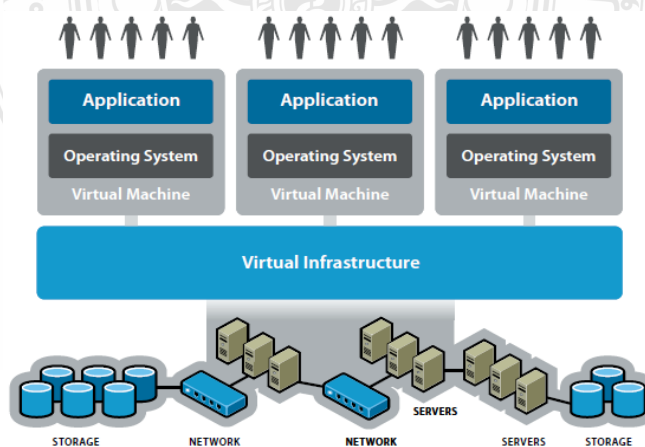 Application
Application
Application
Operating System
Operating System
Operating System
Virtual Machine
Virtual Machine
Virtual Machine
Virtual Infrastructure
SERVERS
STORAGE
NETWORK
NETWORK
SERVERS
STORAGE